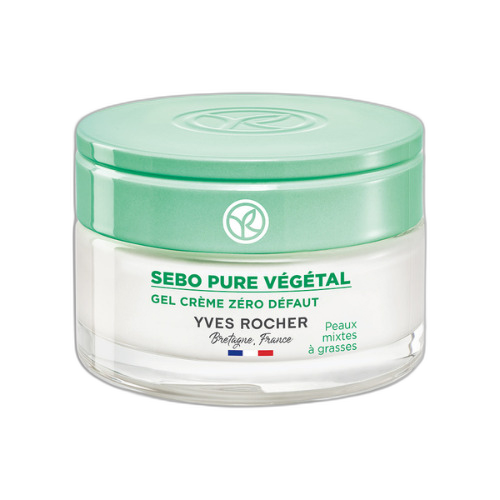 SEBO PURE VÉGÉTAL
GEL CRÈME ZÉRO DÉFAUT
YVES ROCHER
Bretagne, France
Peaux
mixtes
à grasses